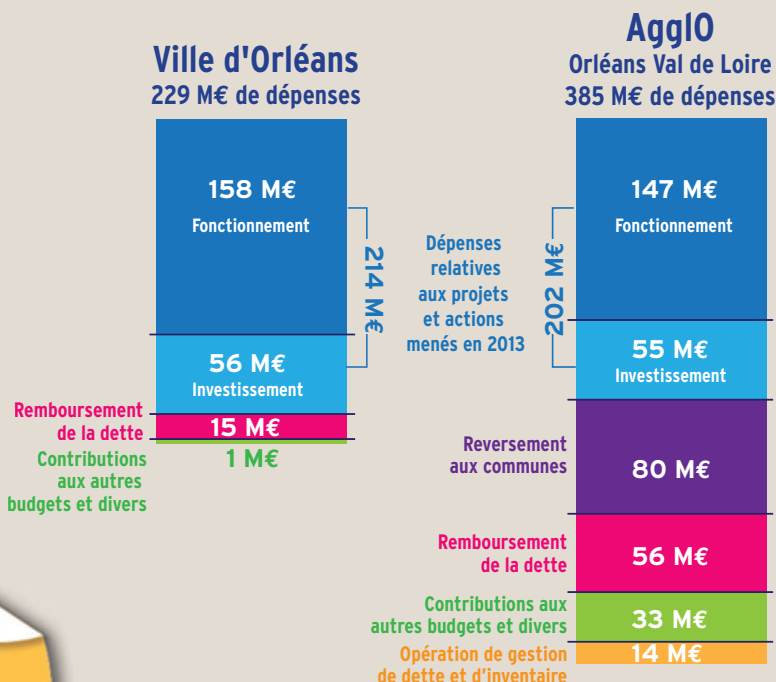 Ville d'Orléans
229 M€ de dépenses
158 M€
Fonctionnement
214 M€
56 M€
Investissement
Remboursement
de la dette
15 M€
Contributions
aux autres
budgets et divers
1 M€
Dépenses
relatives
aux projets
et actions
menés en 2013
AgglO
Orléans Val de Loire
385 M€ de dépenses
147 M€
Fonctionnement
202 M€
55 M€
Investissement
Reversement
aux communes
80 M€
Remboursement
de la dette
56 M€
Contributions aux
autres budgets et divers
33 M€
Opération de gestion
de dette et d'inventaire
14 M€